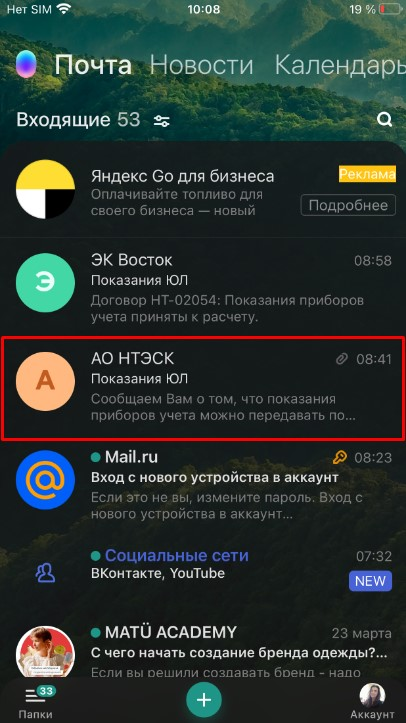 Нет SIM 10:08 19 %
Почта Новости Календарь
Входящие 53
Яндекс Go для бизнеса Реклама
Оплачивайте топливо для
своего бизнеса — новый Подробнее
Э ЭК Восток 08:58
Показания ЮЛ
Договор НТ-02054: Показания приборов
учета приняты к расчету.
А АО НТЭСК 08:41
Показания ЮЛ
Сообщаем Вам о том, что показания
приборов учета можно передавать по...
Mail.ru 08:23
Вход с нового устройства в аккаунт
Если это не вы, измените пароль. Вход с
нового устройства в аккаунт...
Социальные сети 07:32
ВКонтакте, YouTube NEW
MATÜ ACADEMY 23 марта
С чего начать создание бренда одежды?...
Если вы решили создавать бренд - надо
33
Папки Аккаунт